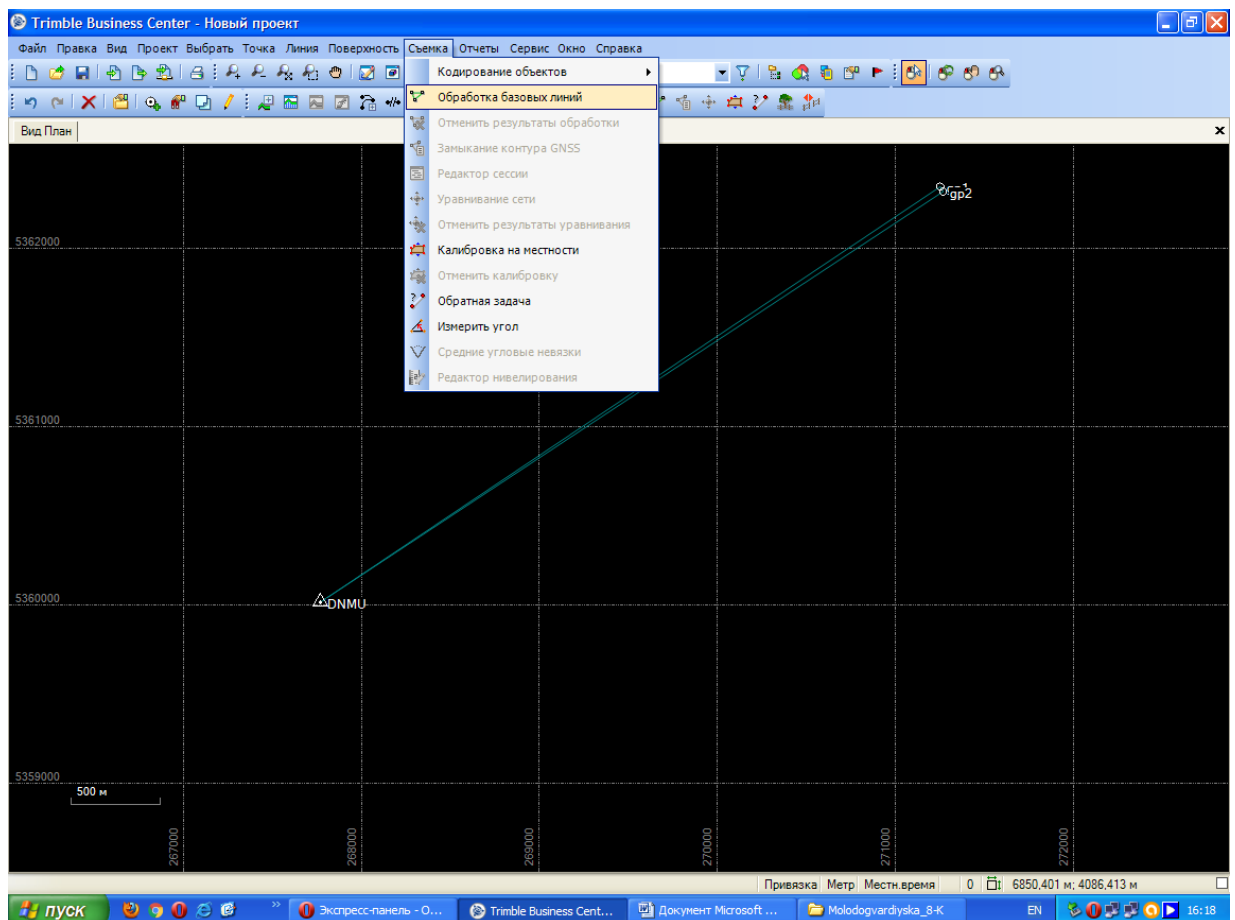 Trimble Business Center - Новый проект
Файл Правка Вид Проект Выбрать Точка Линия Поверхность Съемка Отчеты Сервис Окно Справка
Кодирование объектов
Обработка базовых линий
Отменить результаты обработки
Замыкание контура GNSS
Редактор сессии
Уравнивание сети
Отменить результаты уравнивания
Калибровка на местности
Отменить калибровку
Обратная задача
Измерить угол
Средние угловые невязки
Редактор нивелирования
Вид План
gp2
5362000
5361000
5360000
DNMU
5359000
500 м
267000 268000 269000 270000 271000 272000
Привязка Метр Местн.время 0 6850,401 м; 4086,413 м
пуск » Экспресс-панель - О... Trimble Business Cent... Документ Microsoft ... Molodogvardiyska_8-К EN 16:18